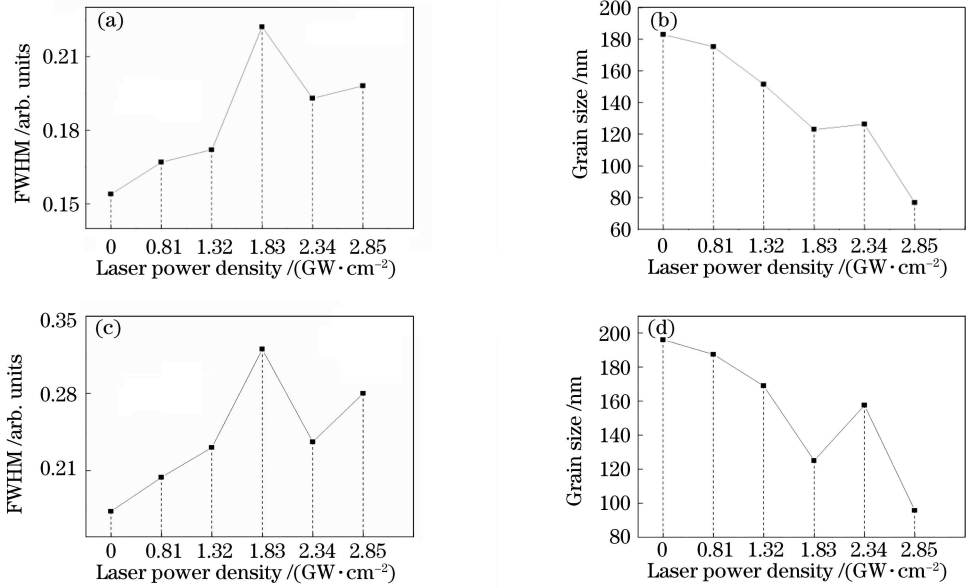 (a)
FWHM /arb. units
0.21
0.18
0.15
0 0.81 1.32 1.83 2.34 2.85
Laser power density /(GW·cm⁻²)
(b)
Grain size /nm
200
180
160
140
120
100
80
60
0 0.81 1.32 1.83 2.34 2.85
Laser power density /(GW·cm⁻²)
(c)
FWHM /arb. units
0.35
0.28
0.21
0 0.81 1.32 1.83 2.34 2.85
Laser power density /(GW·cm⁻²)
(d)
Grain size /nm
200
180
160
140
120
100
80
0 0.81 1.32 1.83 2.34 2.85
Laser power density /(GW·cm⁻²)